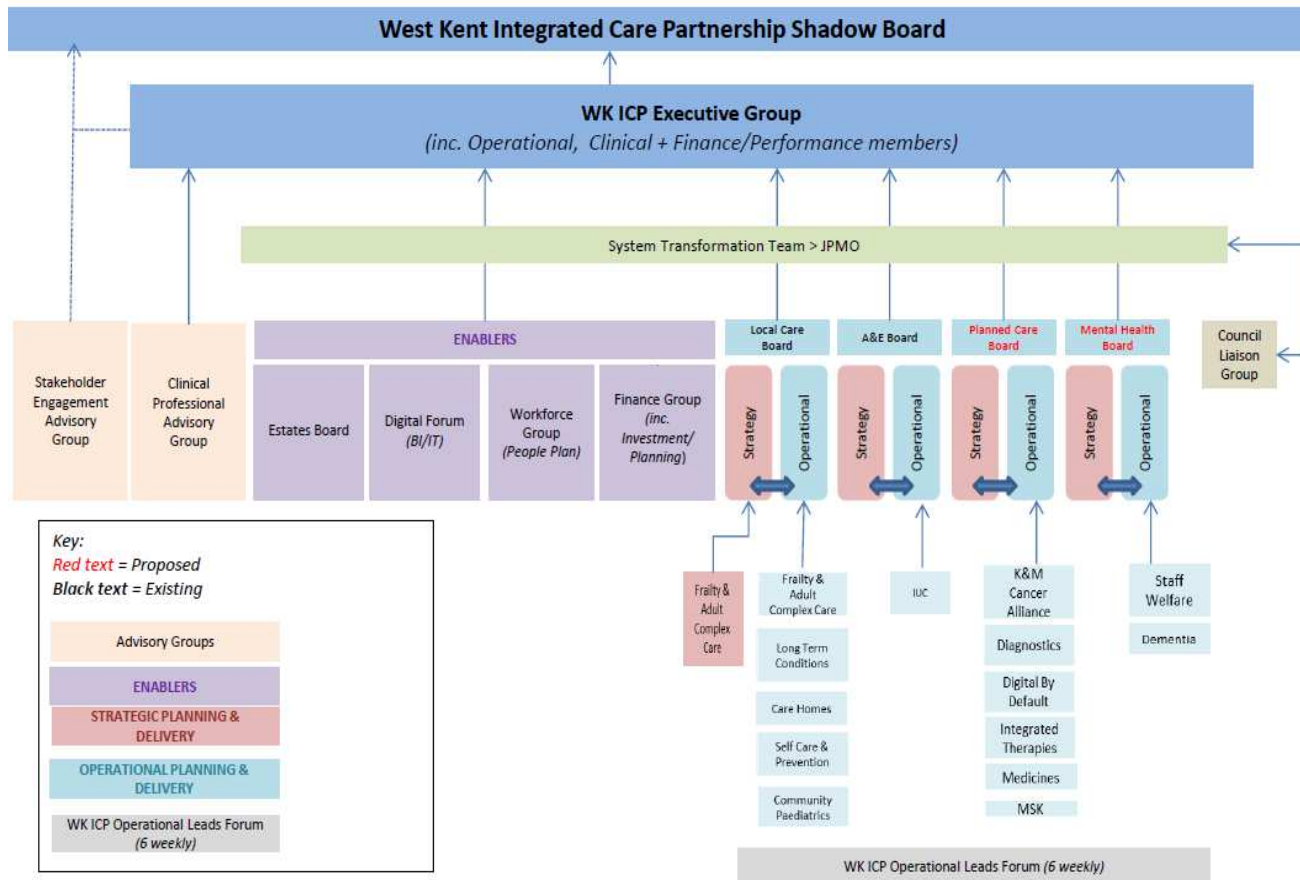 West Kent Integrated Care Partnership Shadow Board
WK ICP Executive Group
(inc. Operational, Clinical + Finance/Performance members)
System Transformation Team > JPMO
Stakeholder
Engagement
Advisory
Group
Clinical
Professional
Advisory
Group
ENABLERS
Estates Board
Digital Forum
(BI/IT)
Workforce
Group
(People Plan)
Finance Group
(inc.
Investment/
Planning)
Local Care
Board
Strategy
Operational
A&E Board
Strategy
Operational
Planned Care
Board
Strategy
Operational
Mental Health
Board
Strategy
Operational
Council
Liaison
Group
Frailty &
Adult
Complex
Care
Frailty &
Adult
Complex Care
Long Term
Conditions
Care Homes
Self Care &
Prevention
Community
Paediatrics
IUC
K&M
Cancer
Alliance
Diagnostics
Digital By
Default
Integrated
Therapies
Medicines
MSK
Staff
Welfare
Dementia
WK ICP Operational Leads Forum (6 weekly)
Key:
Red text = Proposed
Black text = Existing
Advisory Groups
ENABLERS
STRATEGIC PLANNING &
DELIVERY
OPERATIONAL PLANNING &
DELIVERY
WK ICP Operational Leads Forum
(6 weekly)